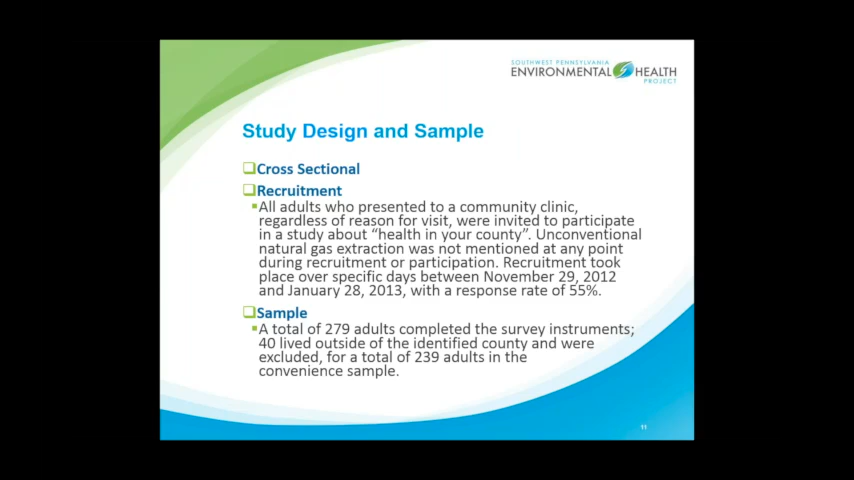 SOUTHWEST PENNSYLVANIA
ENVIRONMENTAL HEALTH
PROJECT
Study Design and Sample
Cross Sectional
Recruitment
All adults who presented to a community clinic,
regardless of reason for visit, were invited to participate
in a study about “health in your county”. Unconventional
natural gas extraction was not mentioned at any point
during recruitment or participation. Recruitment took
place over specific days between November 29, 2012
and January 28, 2013, with a response rate of 55%.
Sample
A total of 279 adults completed the survey instruments;
40 lived outside of the identified county and were
excluded, for a total of 239 adults in the
convenience sample.
11